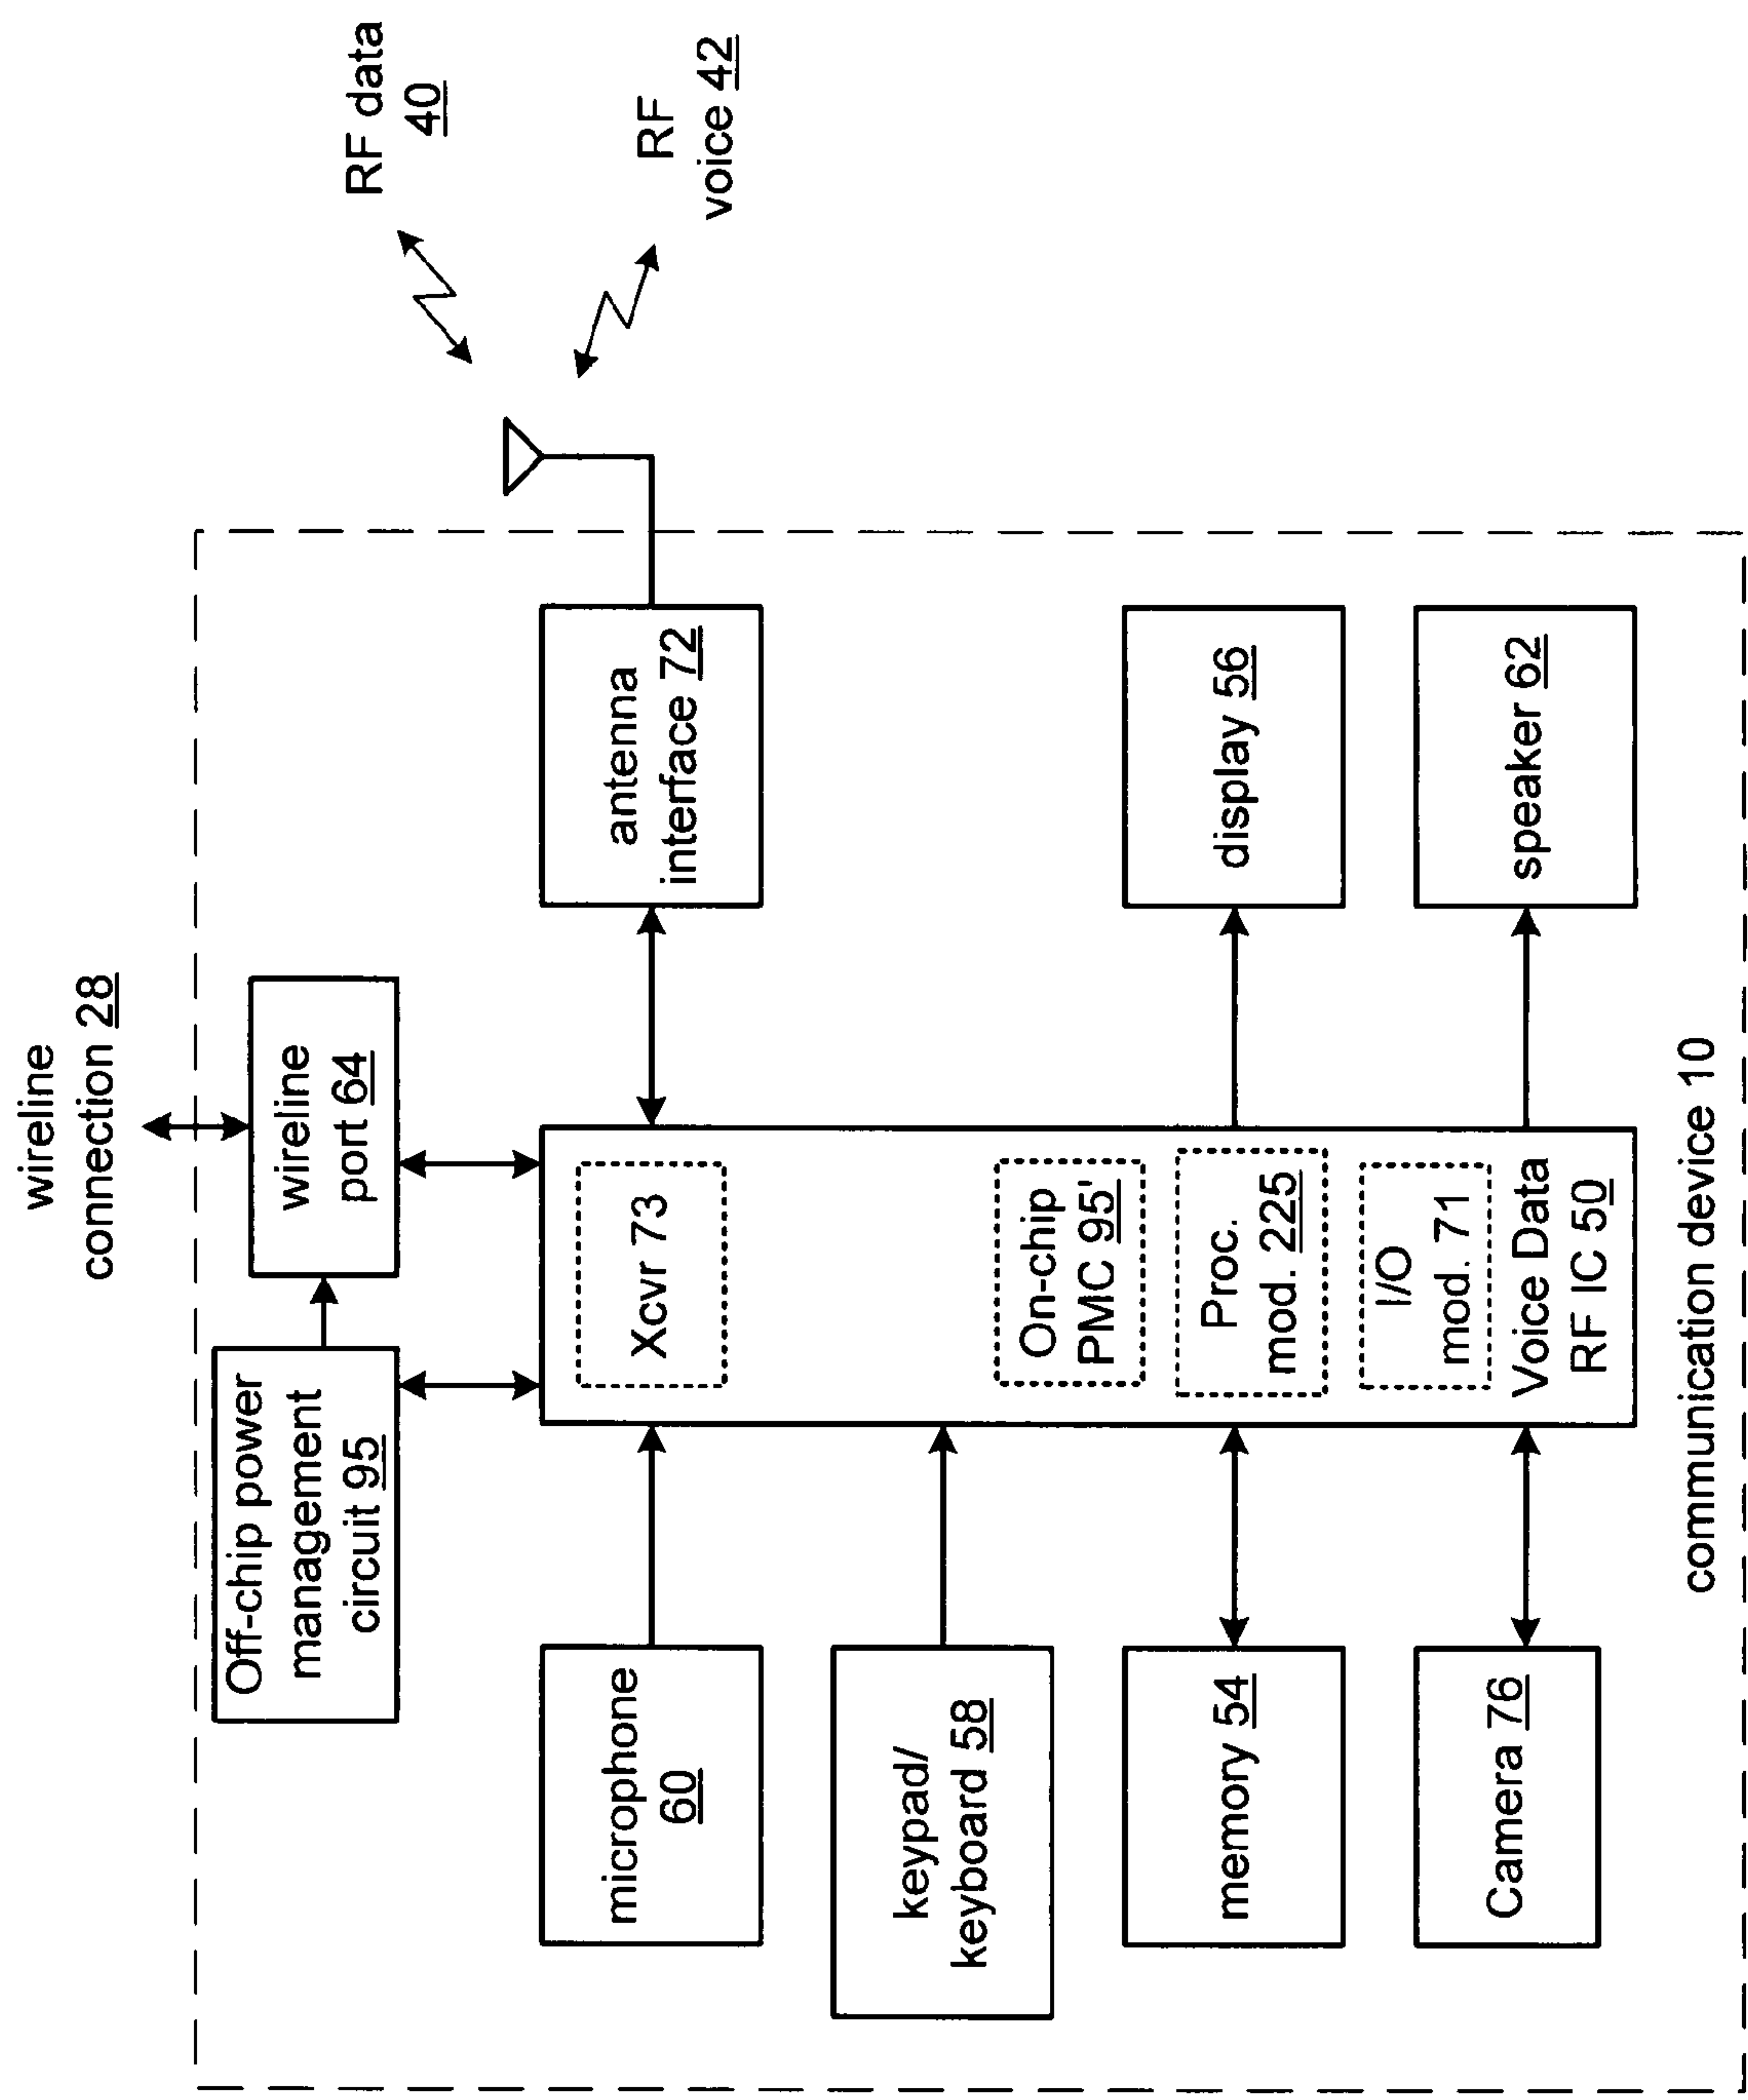 wireline
connection 28
RF data
40
RF
voice 42
Off-chip power
management
circuit 95
wireline
port 64
microphone
60
Xcvr 73
antenna
interface 72
keypad/
keyboard 58
On-chip
PMC 95'
memory 54
Proc.
mod. 225
display 56
Camera 76
I/O
mod. 71
Voice Data
RF IC 50
speaker 62
communication device 10